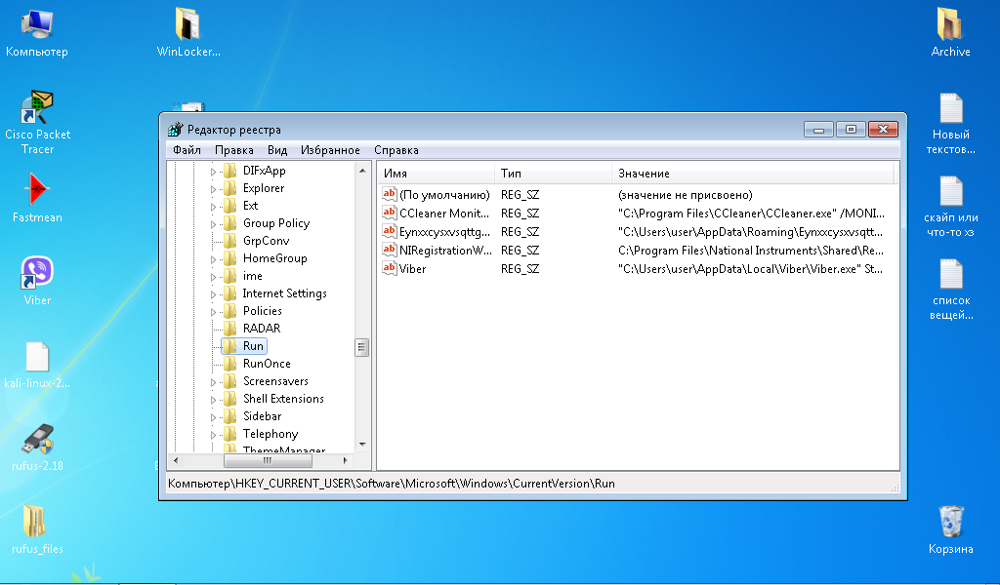 Компьютер
WinLocker...
Archive
Cisco Packet
Tracer
Новый
текстов...
Fastmean
скайп или
что-то хз
Viber
список
вещей...
kali-linux-2...
rufus-2.18
rufus_files
Корзина
Редактор реестра
Файл Правка Вид Избранное Справка
DIFxApp
Explorer
Ext
Group Policy
GrpConv
HomeGroup
ime
Internet Settings
Policies
RADAR
Run
RunOnce
Screensavers
Shell Extensions
Sidebar
Telephony
ThemeManager
Имя Тип Значение
(По умолчанию) REG_SZ (значение не присвоено)
CCleaner Monit... REG_SZ "C:\Program Files\CCleaner\CCleaner.exe" /MONI...
Eynxxcysxvsqttg... REG_SZ "C:\Users\user\AppData\Roaming\Eynxxcysxvsqtt...
NIRegistrationW... REG_SZ C:\Program Files\National Instruments\Shared\Re...
Viber REG_SZ "C:\Users\user\AppData\Local\Viber\Viber.exe" St...
Компьютер\HKEY_CURRENT_USER\Software\Microsoft\Windows\CurrentVersion\Run